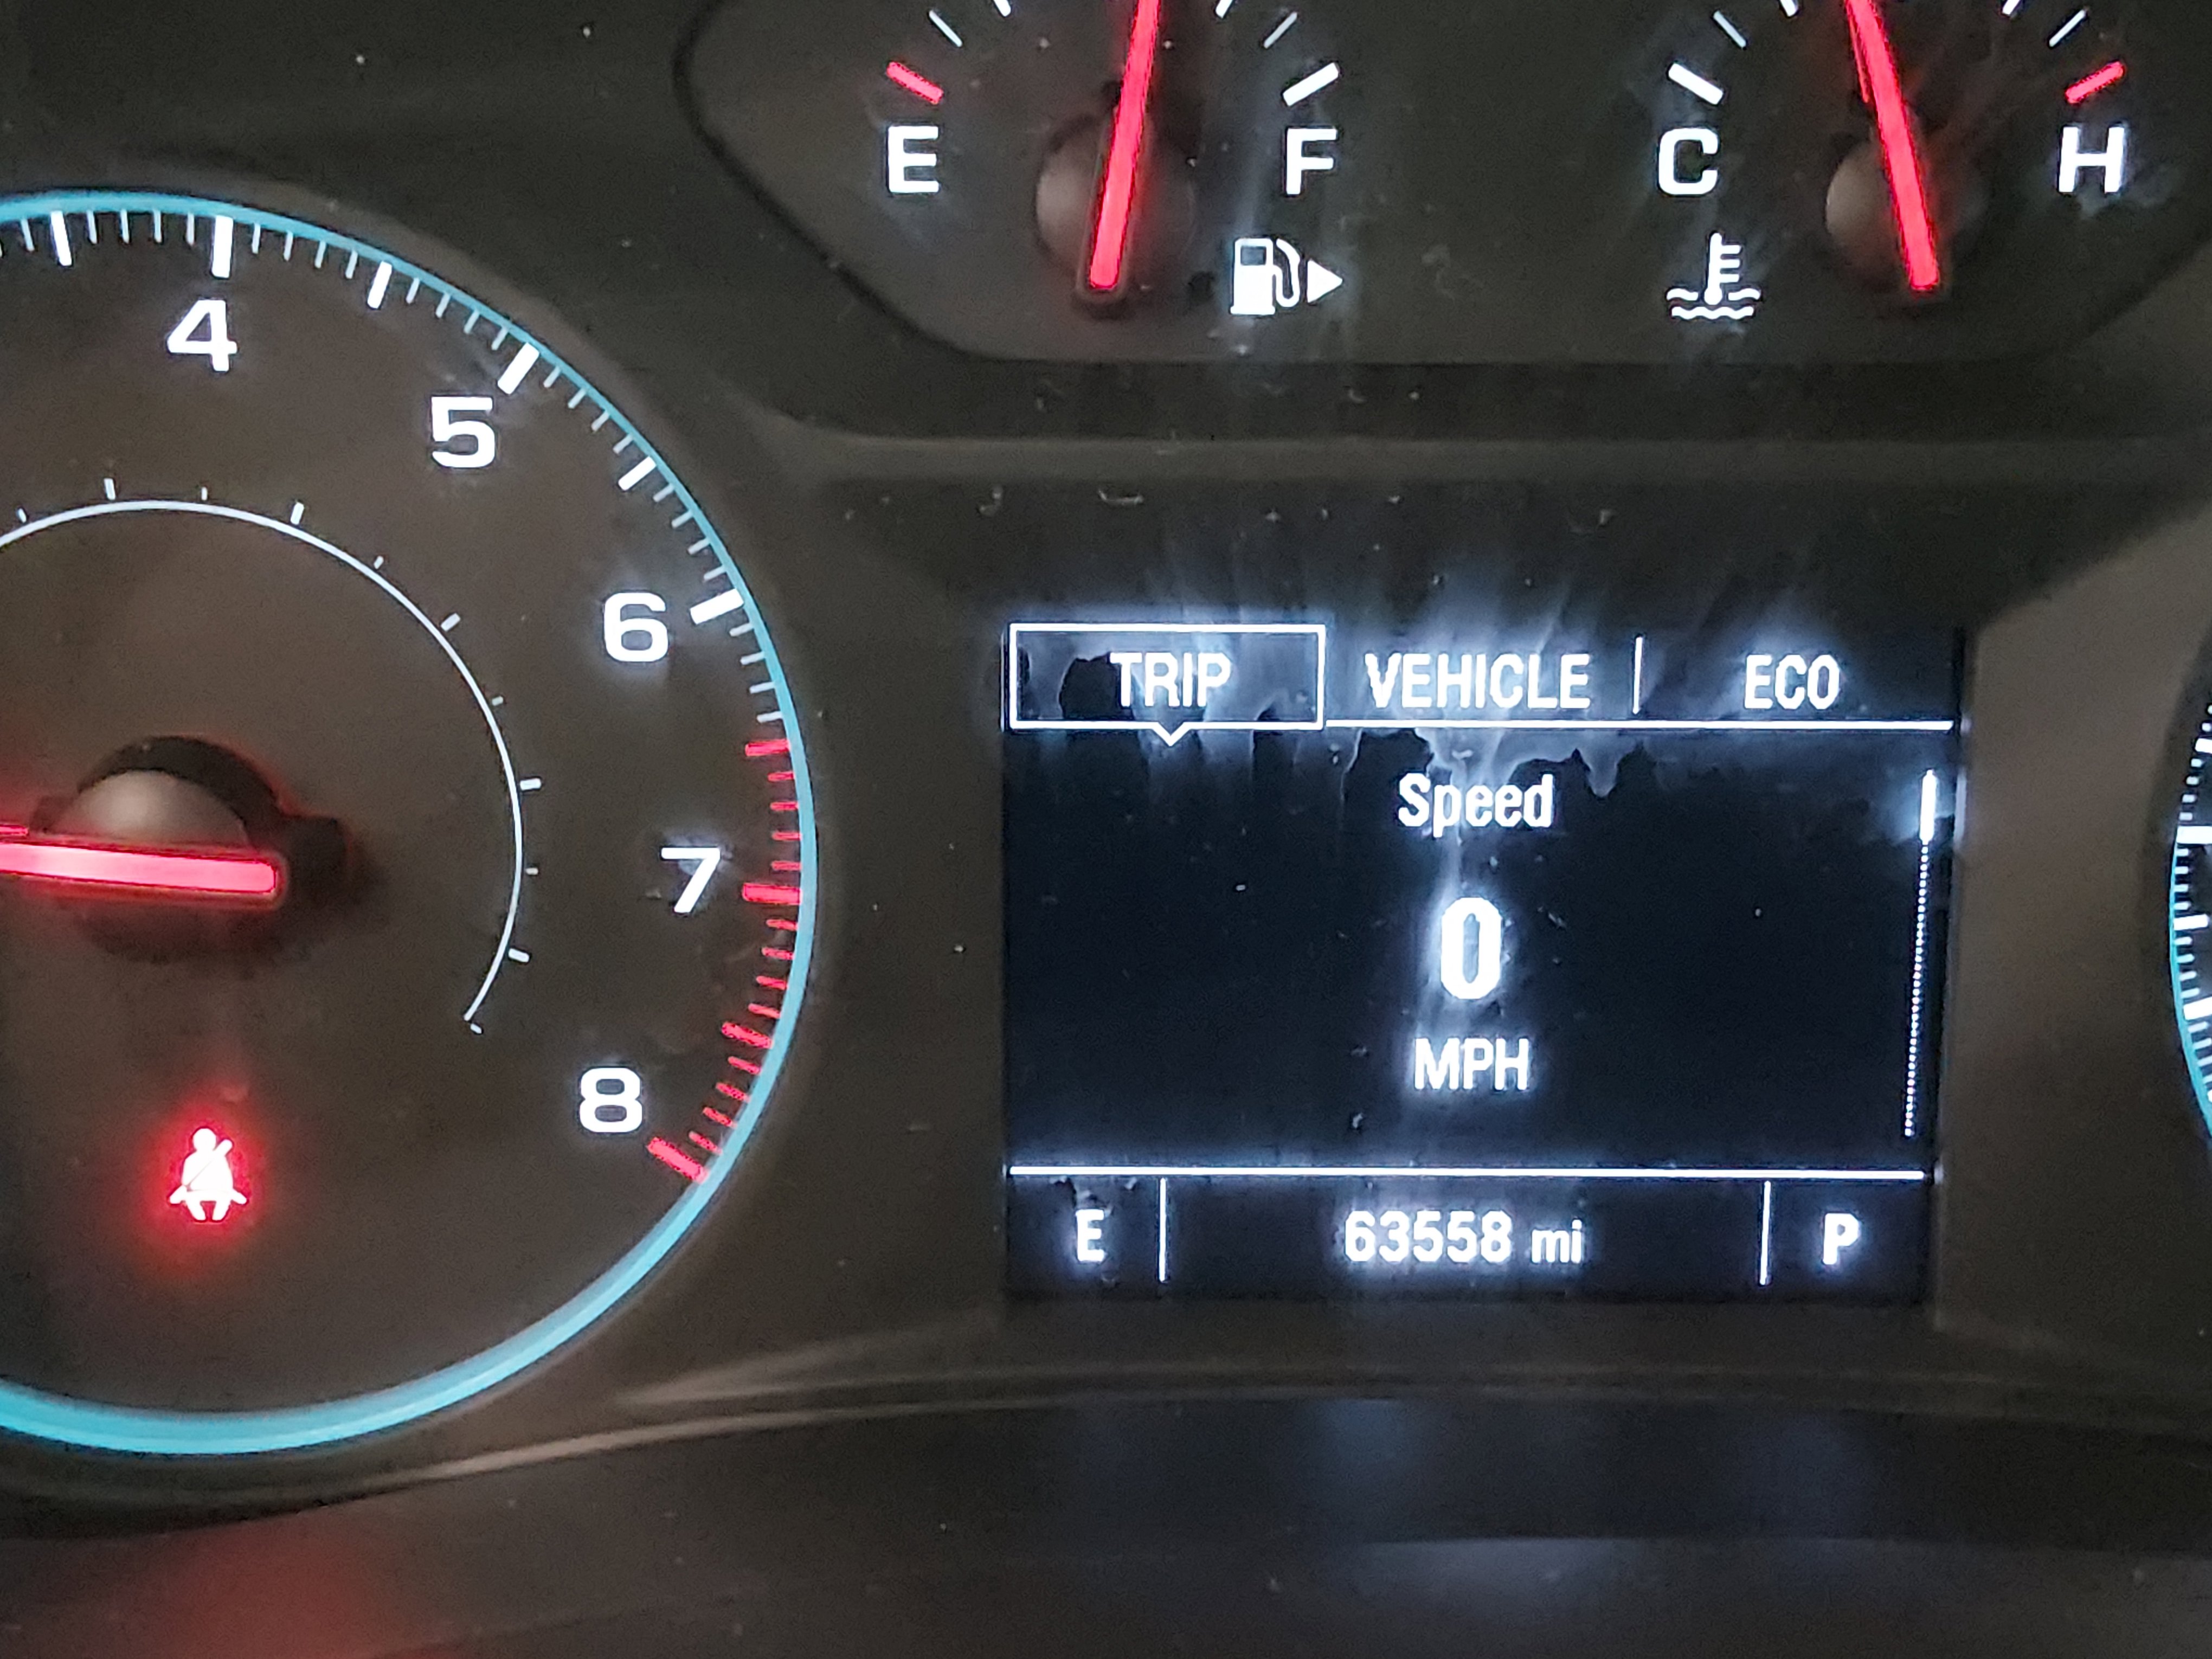 E F C H
4
5
6
7
8
TRIP VEHICLE ECO
Speed
0
MPH
E 63558 mi P